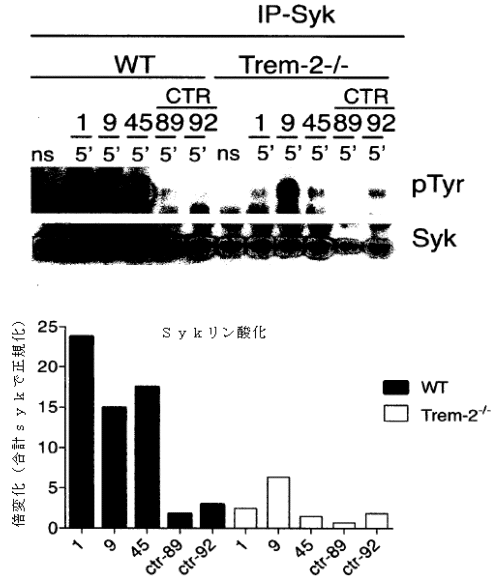 IP-Syk
WT Trem-2-/-
CTR CTR
1 9 45 89 92 1 9 45 89 92
ns 5' 5' 5' 5' 5' ns 5' 5' 5' 5' 5'
pTyr
Syk
Sykリン酸化
倍変化（合計sykで正規化）
25
20
15
10
5
0
WT
Trem-2-/-
1 9 45 ctr-89 ctr-92 1 9 45 ctr-89 ctr-92